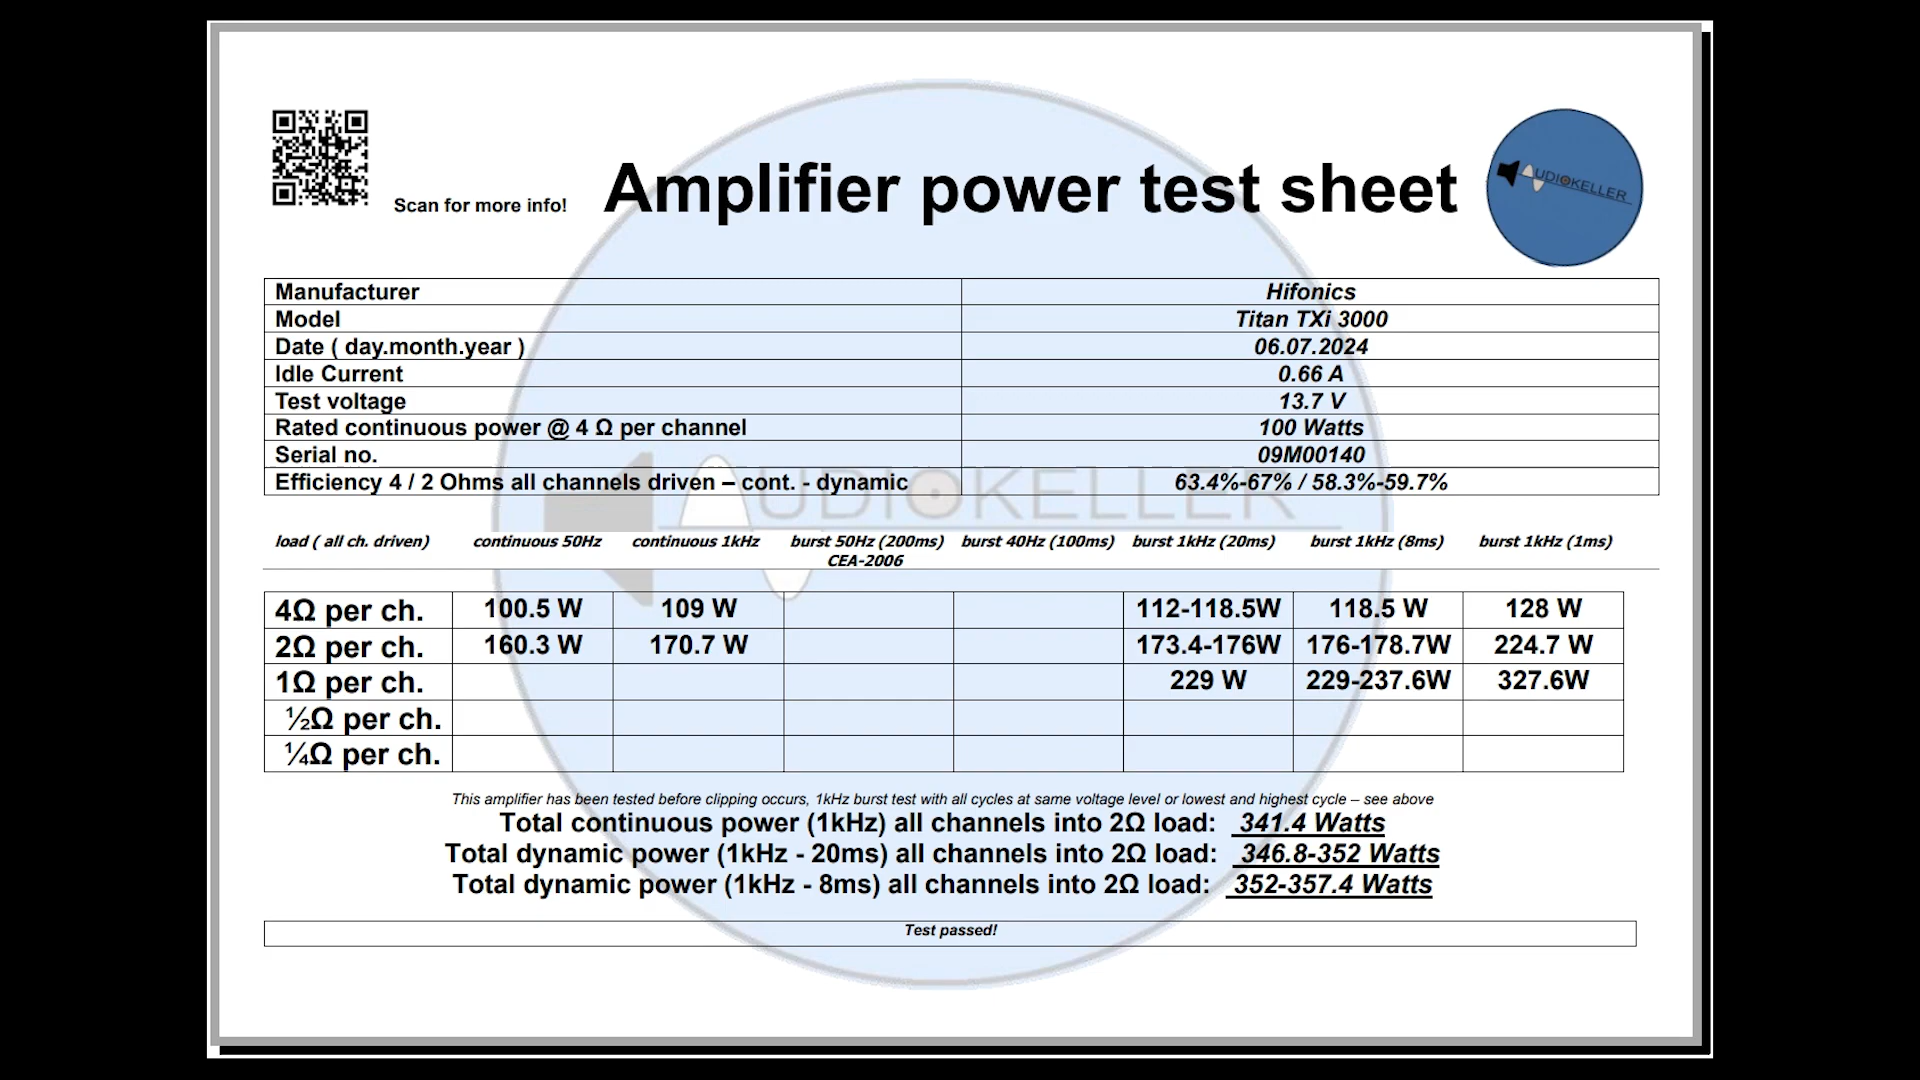 Scan for more info!
Amplifier power test sheet
UDIOKELLER
Manufacturer Hifonics
Model Titan TXi 3000
Date ( day.month.year ) 06.07.2024
Idle Current 0.66 A
Test voltage 13.7 V
Rated continuous power @ 4 Ω per channel 100 Watts
Serial no. 09M00140
Efficiency 4 / 2 Ohms all channels driven – cont. - dynamic 63.4%-67% / 58.3%-59.7%
UDIOKELLER
load ( all ch. driven) continuous 50Hz continuous 1kHz burst 50Hz (200ms) burst 40Hz (100ms) burst 1kHz (20ms) burst 1kHz (8ms) burst 1kHz (1ms)
CEA-2006
4Ω per ch. 100.5 W 109 W 112-118.5W 118.5 W 128 W
2Ω per ch. 160.3 W 170.7 W 173.4-176W 176-178.7W 224.7 W
1Ω per ch. 229 W 229-237.6W 327.6W
½Ω per ch.
¼Ω per ch.
This amplifier has been tested before clipping occurs, 1kHz burst test with all cycles at same voltage level or lowest and highest cycle – see above
Total continuous power (1kHz) all channels into 2Ω load: 341.4 Watts
Total dynamic power (1kHz - 20ms) all channels into 2Ω load: 346.8-352 Watts
Total dynamic power (1kHz - 8ms) all channels into 2Ω load: 352-357.4 Watts
Test passed!